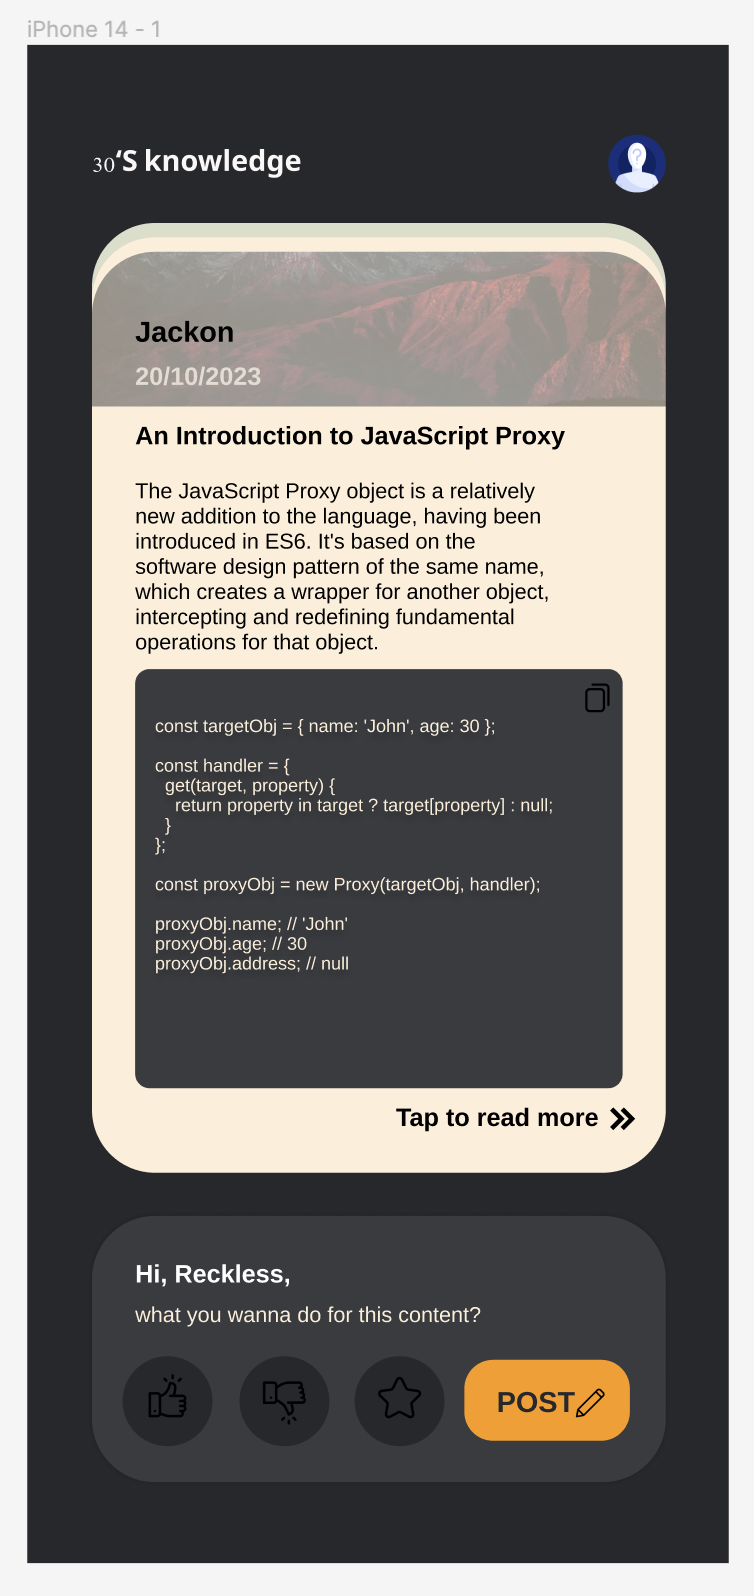 iPhone 14 - 1
30‘S knowledge
Jackon
20/10/2023
An Introduction to JavaScript Proxy
The JavaScript Proxy object is a relatively
new addition to the language, having been
introduced in ES6. It's based on the
software design pattern of the same name,
which creates a wrapper for another object,
intercepting and redefining fundamental
operations for that object.
const targetObj = { name: 'John', age: 30 };
const handler = {
  get(target, property) {
    return property in target ? target[property] : null;
  }
};
const proxyObj = new Proxy(targetObj, handler);
proxyObj.name; // 'John'
proxyObj.age; // 30
proxyObj.address; // null
Tap to read more
Hi, Reckless,
what you wanna do for this content?
POST